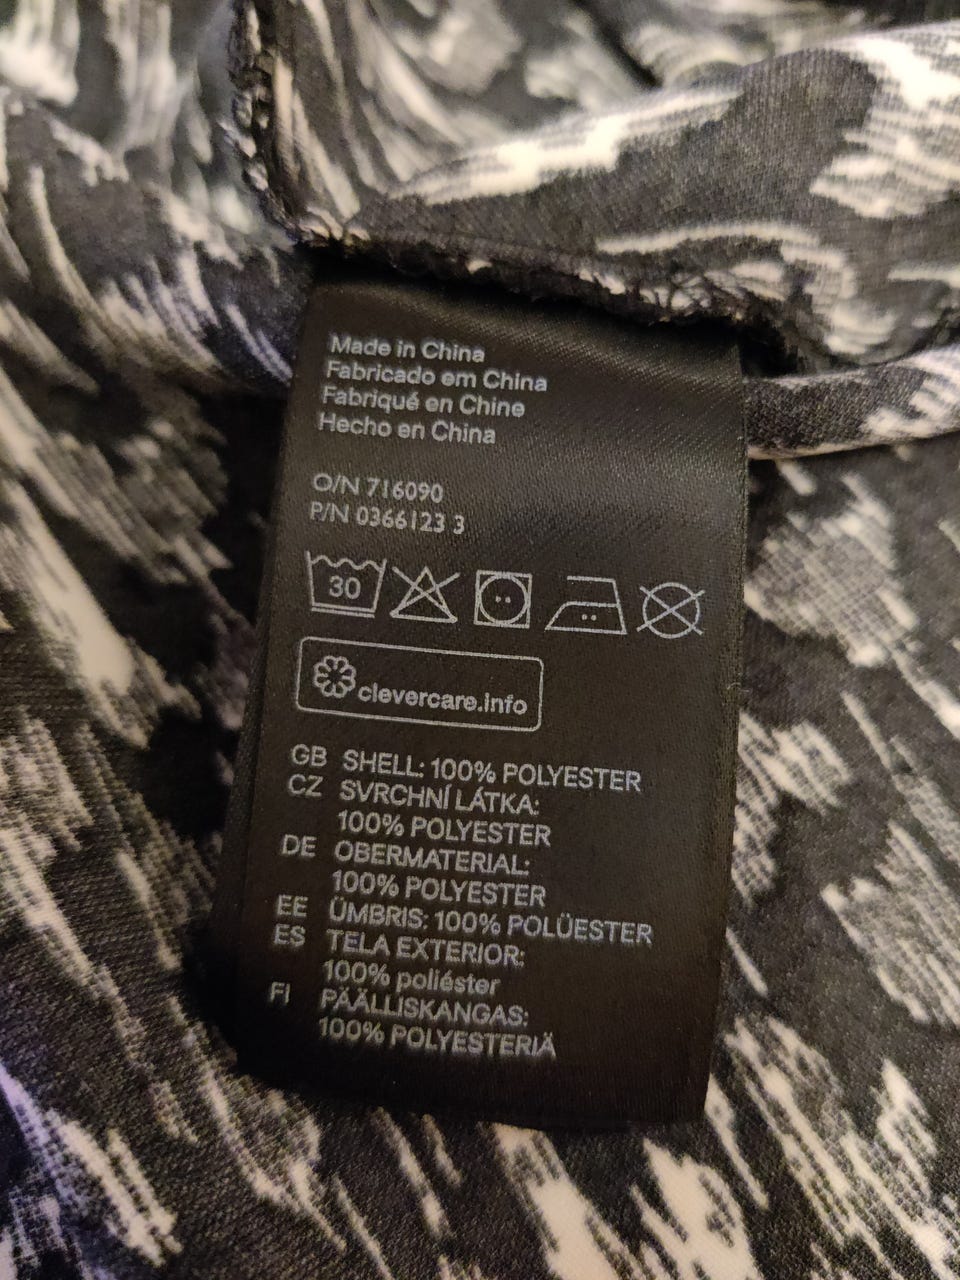 Made in China
Fabricado em China
Fabriqué en Chine
Hecho en China
O/N 716090
P/N 0366123 3
30
clevercare.info
GB SHELL: 100% POLYESTER
CZ SVRCHNÍ LÁTKA:
100% POLYESTER
DE OBERMATERIAL:
100% POLYESTER
EE ÜMBRIS: 100% POLÜESTER
ES TELA EXTERIOR:
100% poliéster
FI PÄÄLLISKANGAS:
100% POLYESTERIÄ